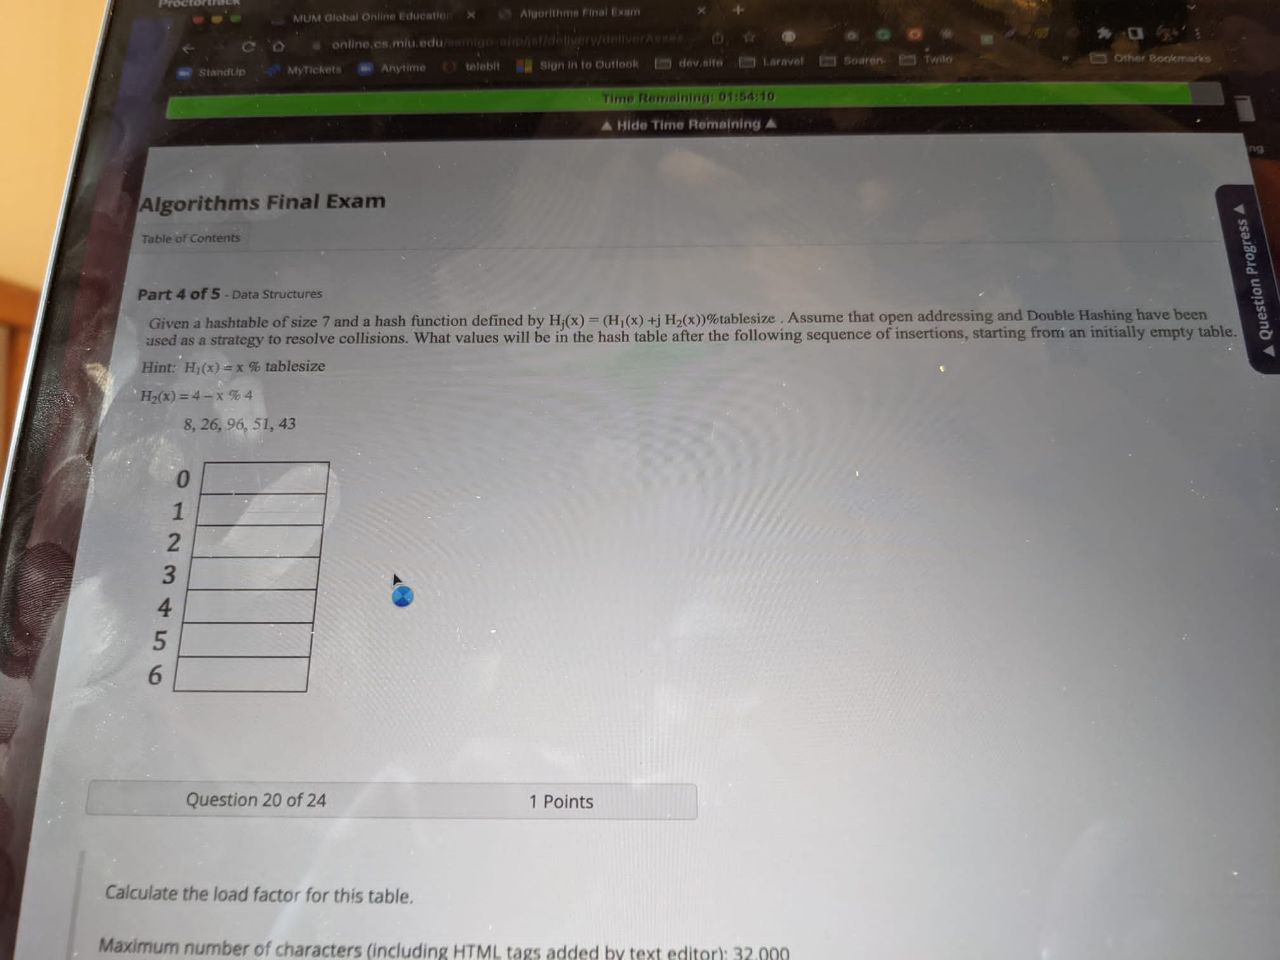 Proctortrack
MUM Global Online Education
Algorithms Final Exam
online.cs.miu.edu/
StandUp MyTickets Anytime telebit Sign in to Outlook dev.site Laravel Soaren Twilio » Other Bookmarks
Time Remaining: 01:54:10
▲ Hide Time Remaining ▲
ng
Algorithms Final Exam
Table of Contents
▲ Question Progress ▲
Part 4 of 5 - Data Structures
Given a hashtable of size 7 and a hash function defined by Hj(x) = (H1(x) +j H2(x))%tablesize . Assume that open addressing and Double Hashing have been
used as a strategy to resolve collisions. What values will be in the hash table after the following sequence of insertions, starting from an initially empty table.
Hint: H1(x) = x % tablesize
H2(x) = 4 – x % 4
8, 26, 96, 51, 43
0
1
2
3
4
5
6
Question 20 of 24 1 Points
Calculate the load factor for this table.
Maximum number of characters (including HTML tags added by text editor): 32,000